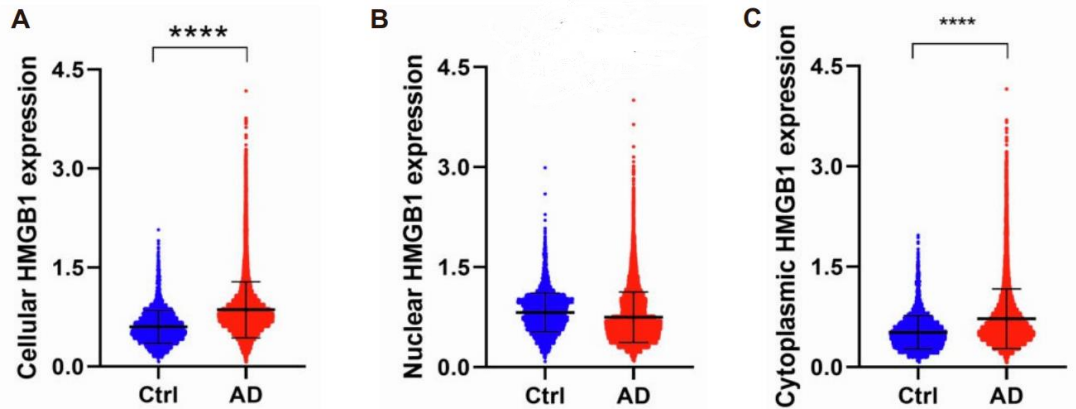 A
****
Cellular HMGB1 expression
4.5
3.0
1.5
0.0
Ctrl AD
B
Nuclear HMGB1 expression
4.5
3.0
1.5
0.0
Ctrl AD
C
****
Cytoplasmic HMGB1 expression
4.5
3.0
1.5
0.0
Ctrl AD